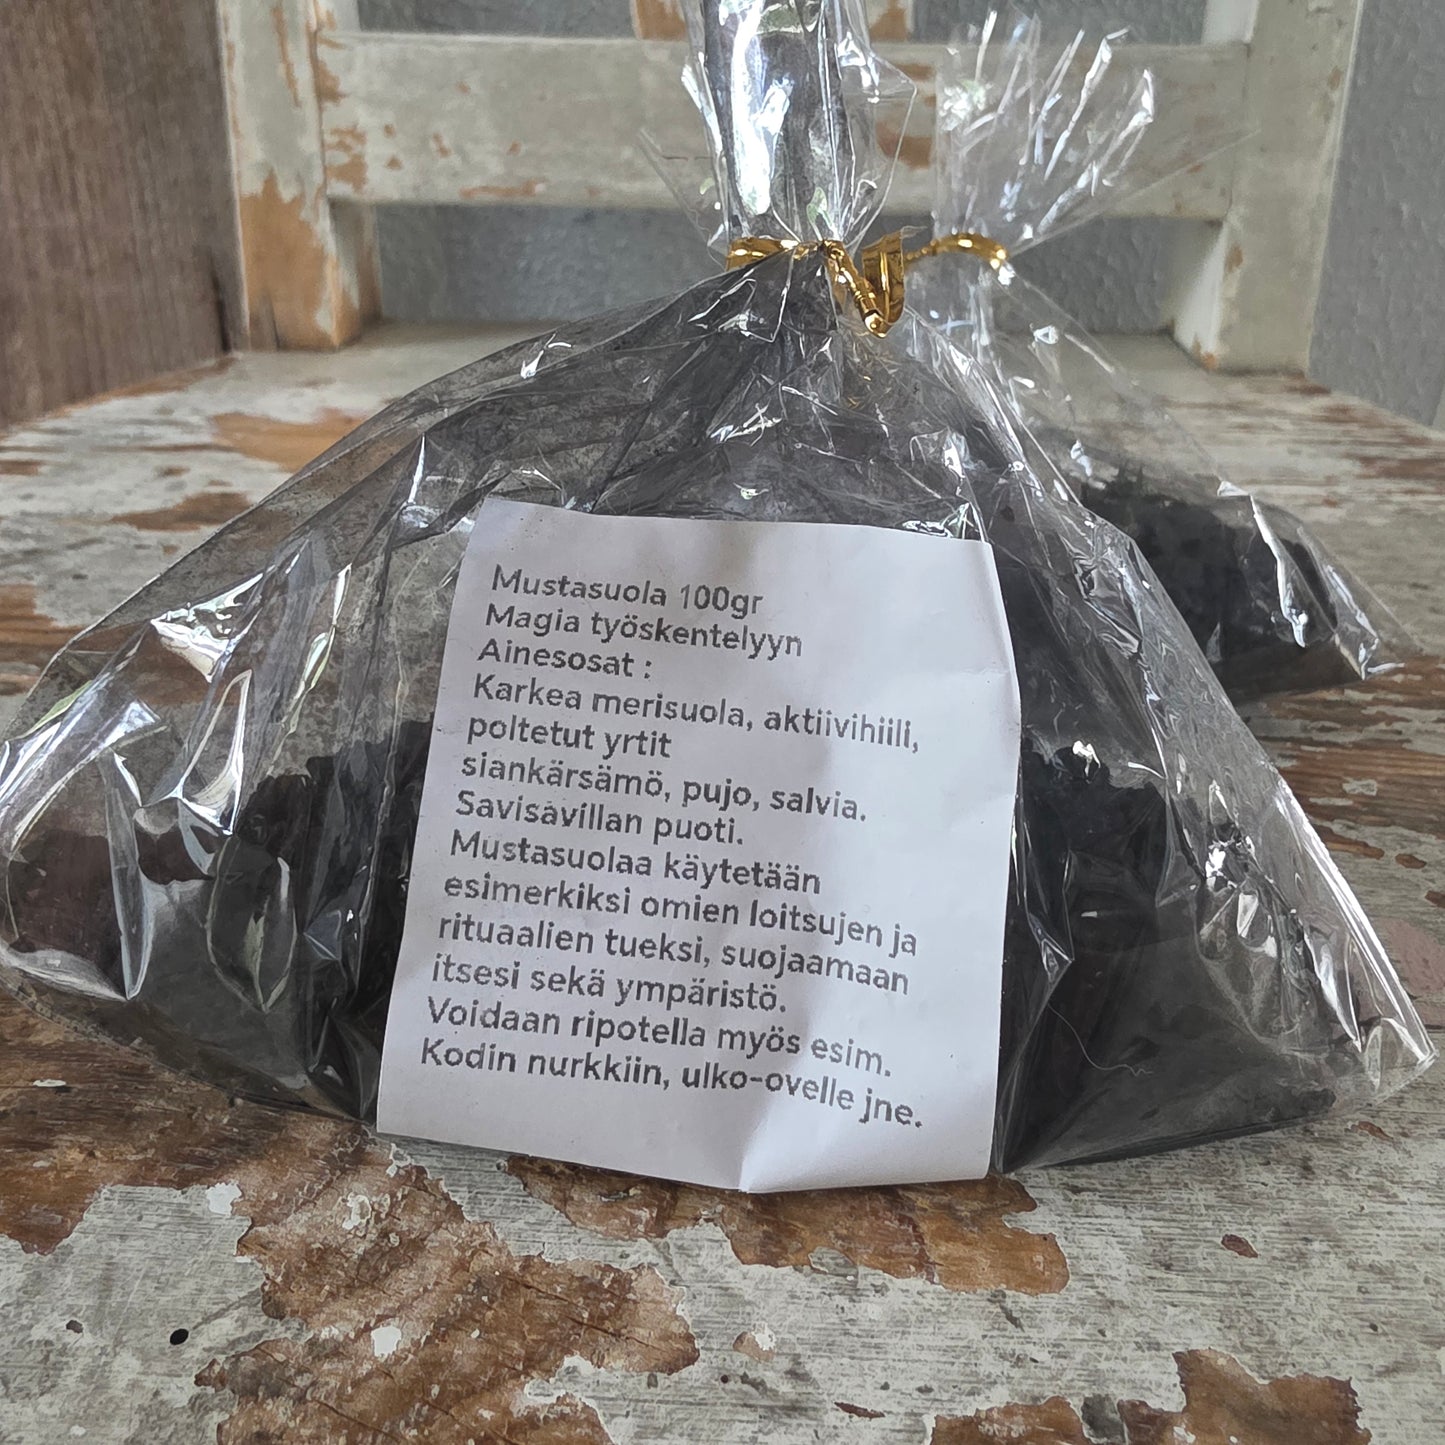 Mustasuola 100gr
Magia työskentelyyn
Ainesosat :
Karkea merisuola, aktiivihiili,
poltetut yrtit
siankärsämö, pujo, salvia.
Savisavillan puoti.
Mustasuolaa käytetään
esimerkiksi omien loitsujen ja
rituaalien tueksi, suojaamaan
itsesi sekä ympäristö.
Voidaan ripotella myös esim.
Kodin nurkkiin, ulko-ovelle jne.